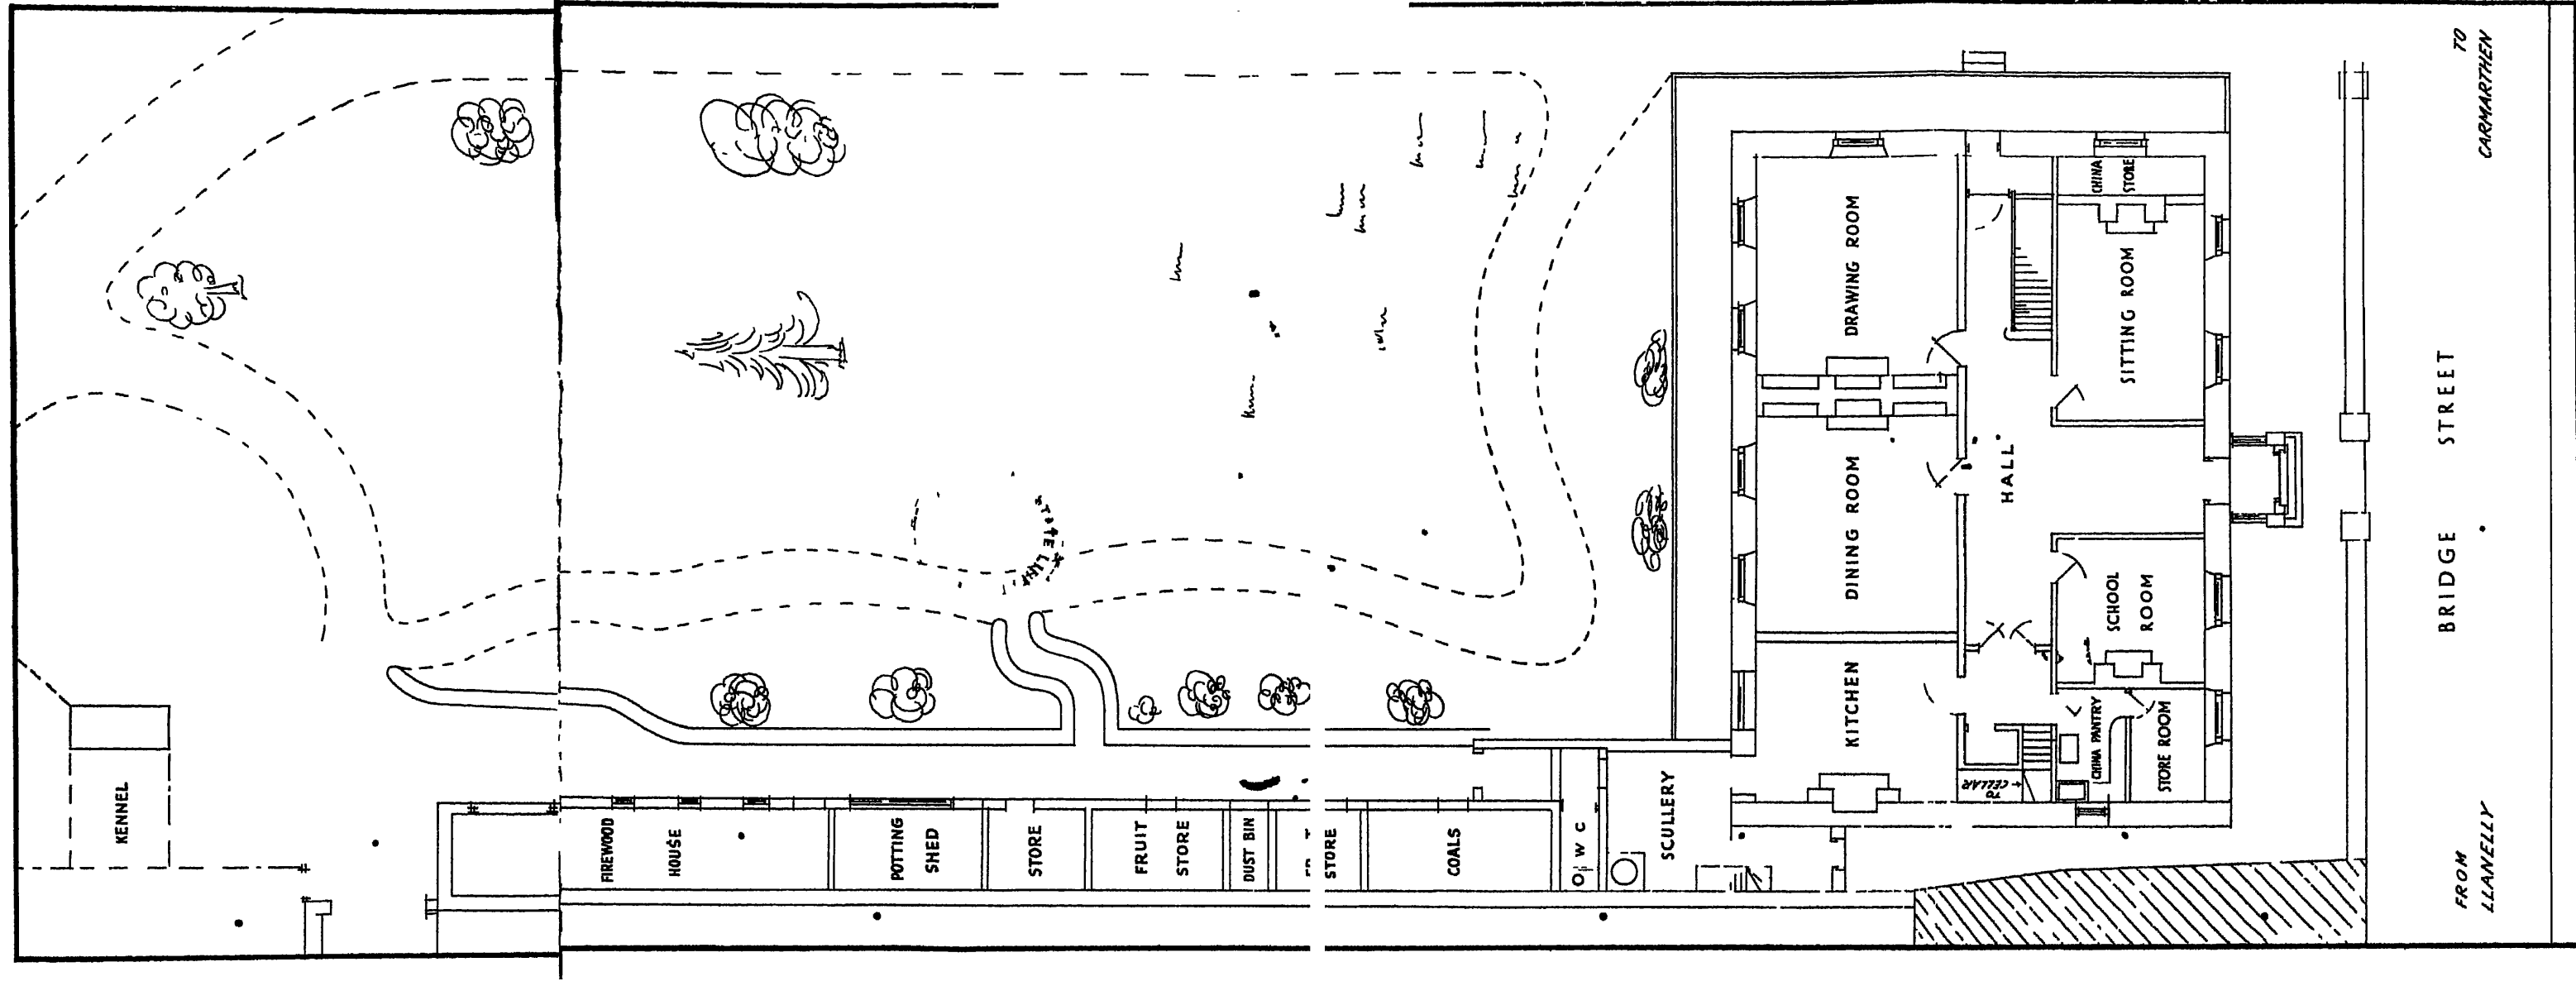 KENNEL
FIREWOOD
HOUSE
POTTING
SHED
STORE
FRUIT
STORE
DUST BIN
STORE
COALS
O W C
SCULLERY
KITCHEN
DINING ROOM
DRAWING ROOM
HALL
TO
CELLAR
CHINA
STORE
SITTING ROOM
SCHOOL
ROOM
CHINA PANTRY
STORE ROOM
BRIDGE STREET
TO
CARMARTHEN
FROM
LLANELLY